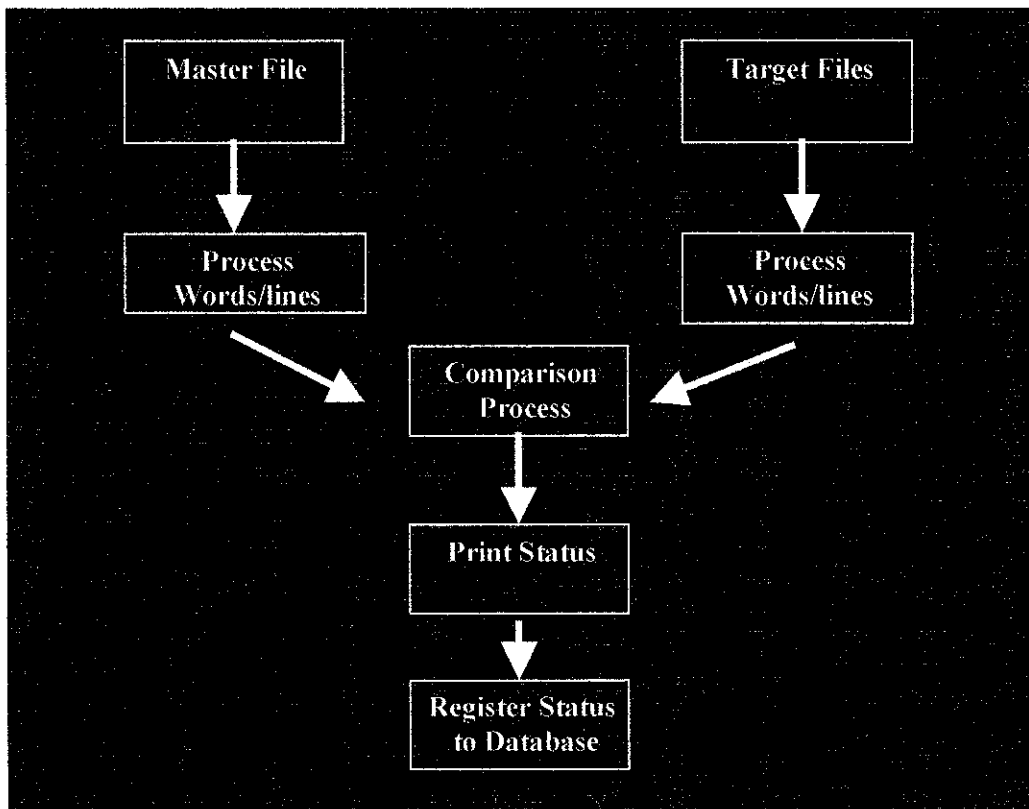 Master File
Target Files
Process
Words/lines
Process
Words/lines
Comparison
Process
Print Status
Register Status
to Database